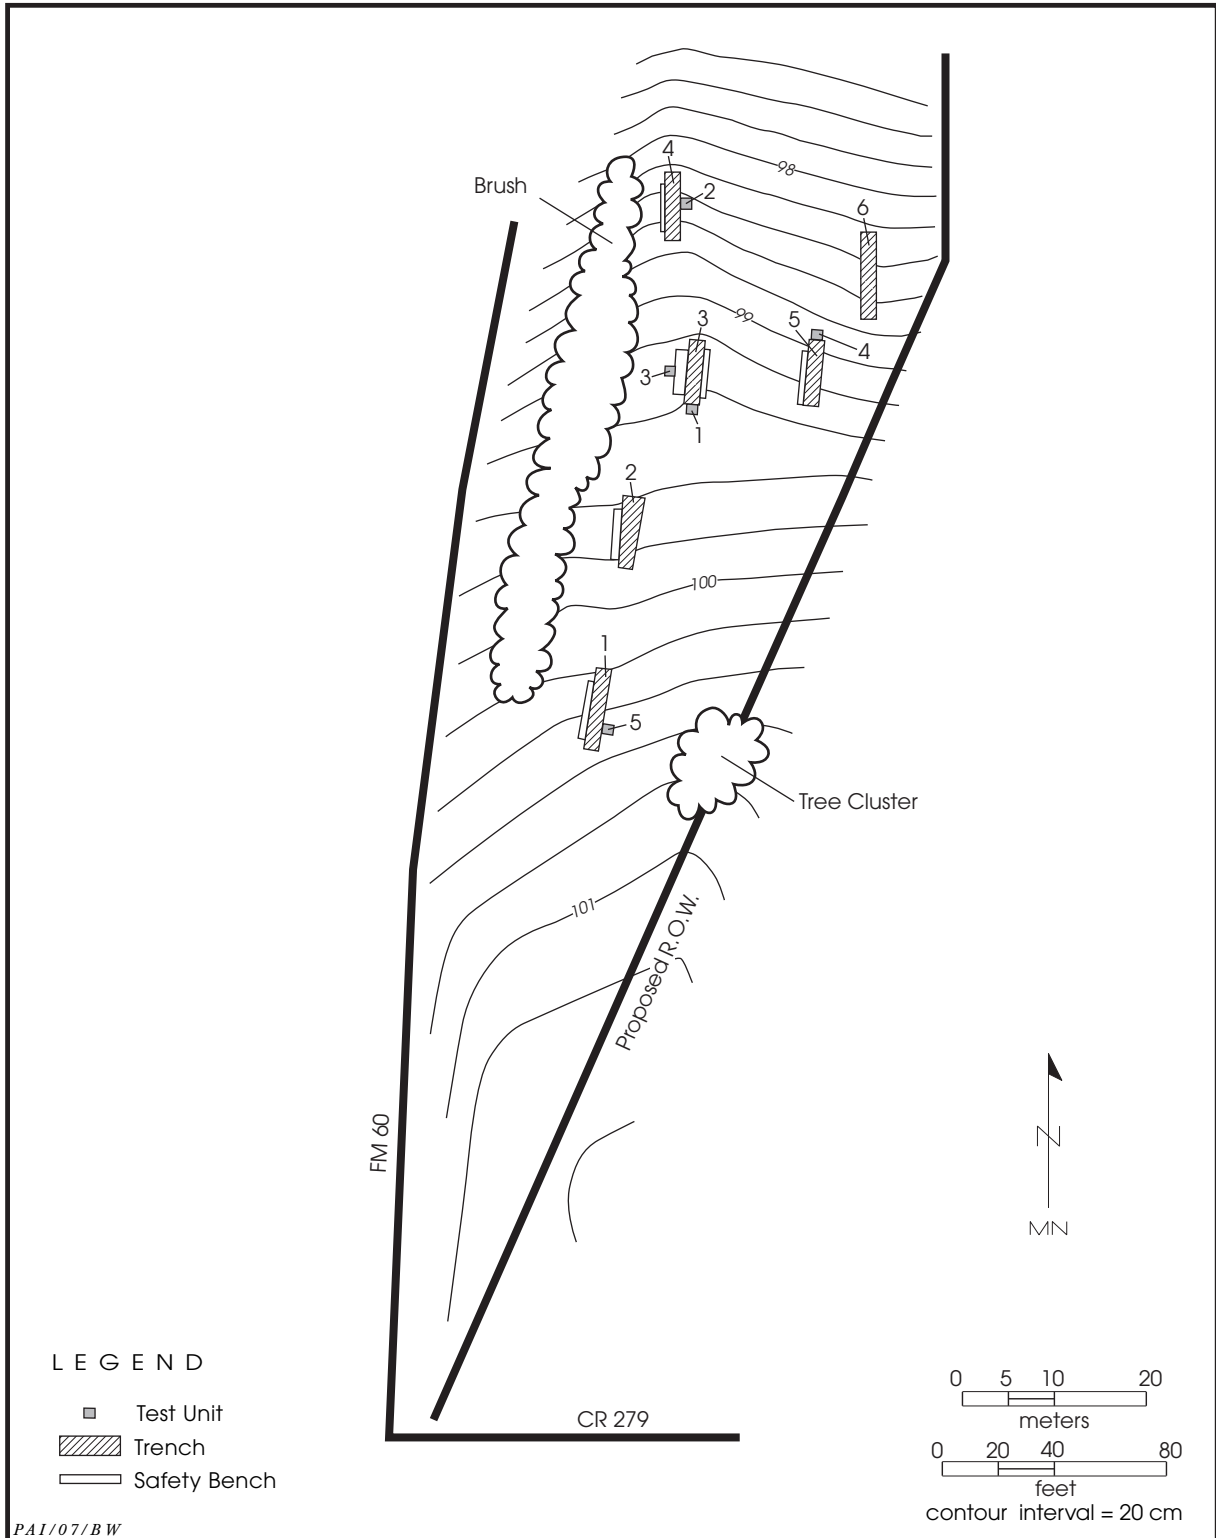 4
98
Brush
2
6
99
3
5
4
3
1
2
100
1
5
Tree Cluster
101
Proposed R.O.W.
FM 60
N
MN
CR 279
LEGEND
Test Unit
Trench
Safety Bench
0 5 10 20
meters
0 20 40 80
feet
contour interval = 20 cm
PAI/07/BW